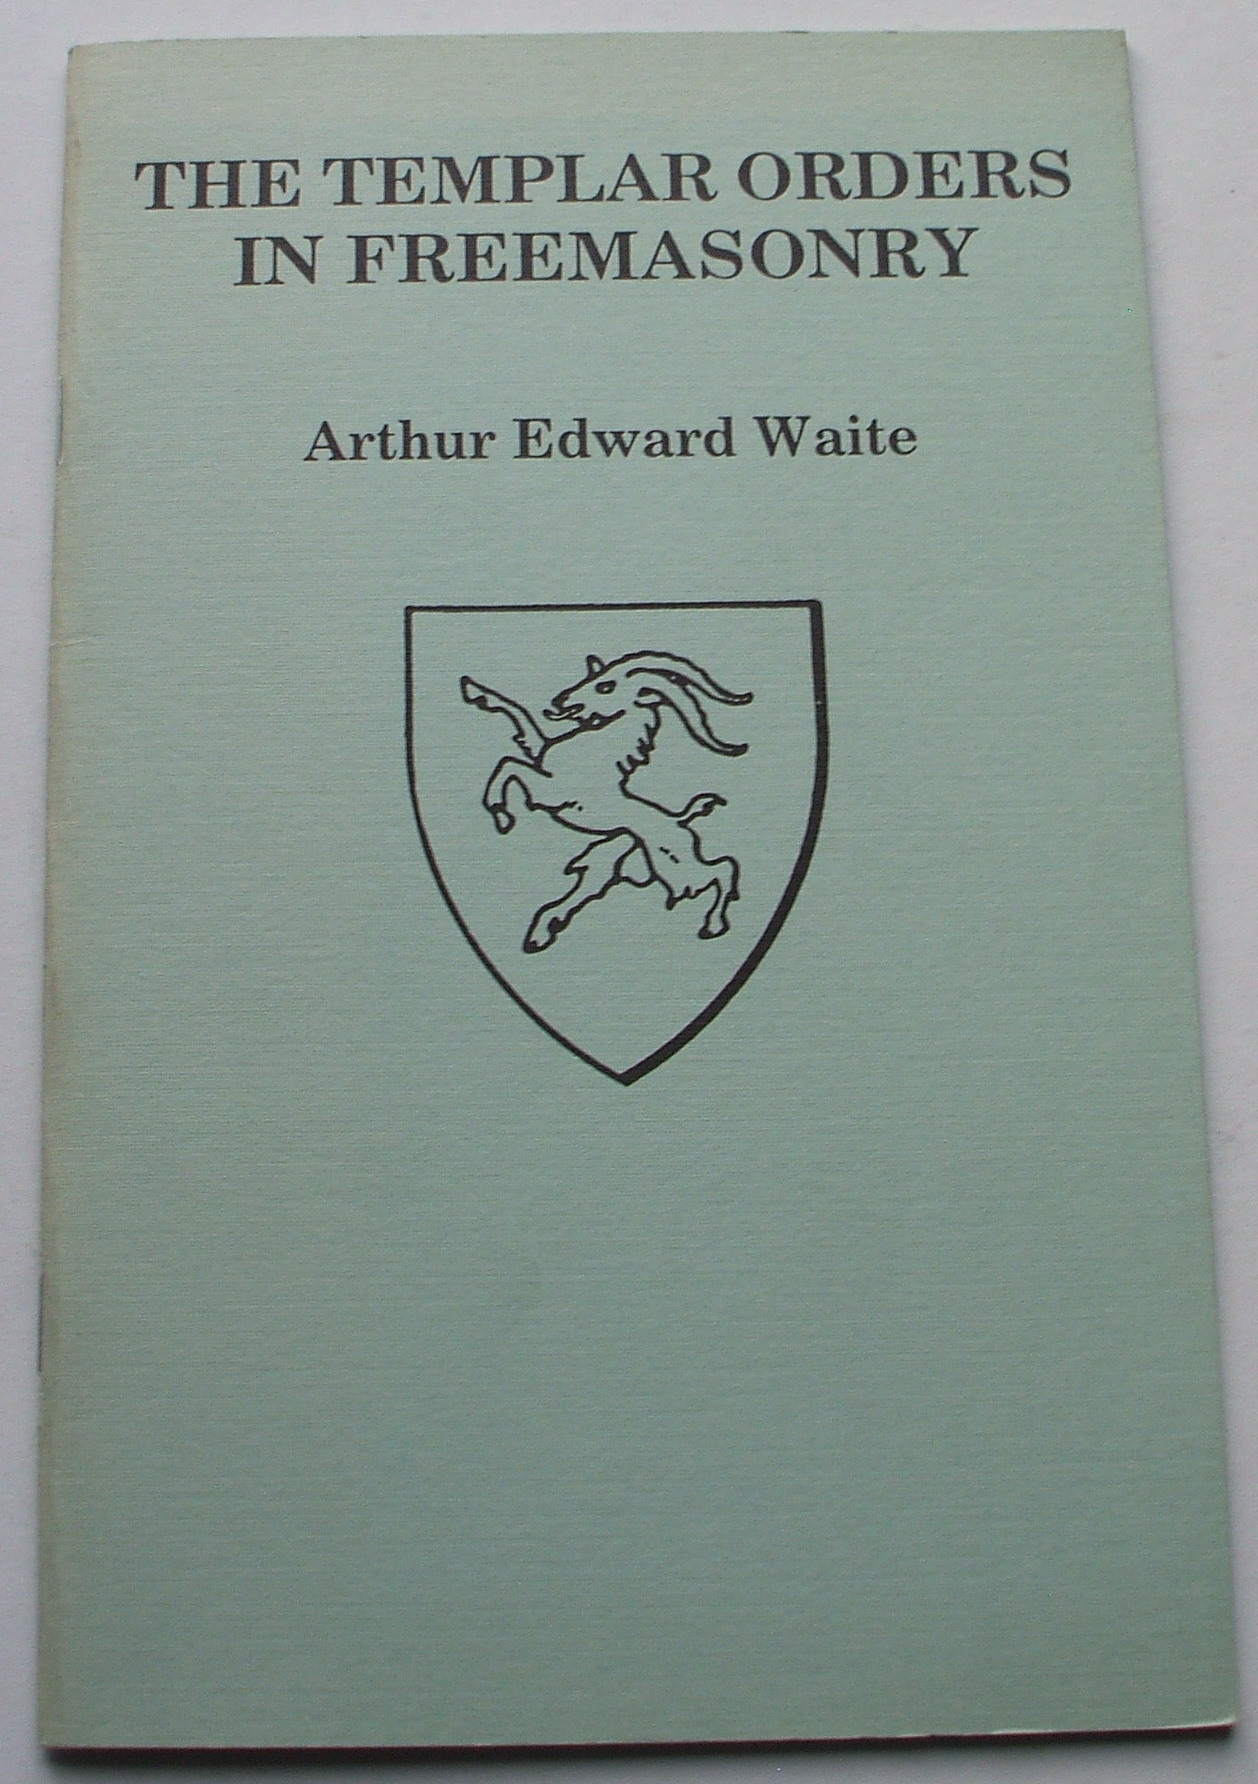 THE TEMPLAR ORDERS
IN FREEMASONRY
Arthur Edward Waite